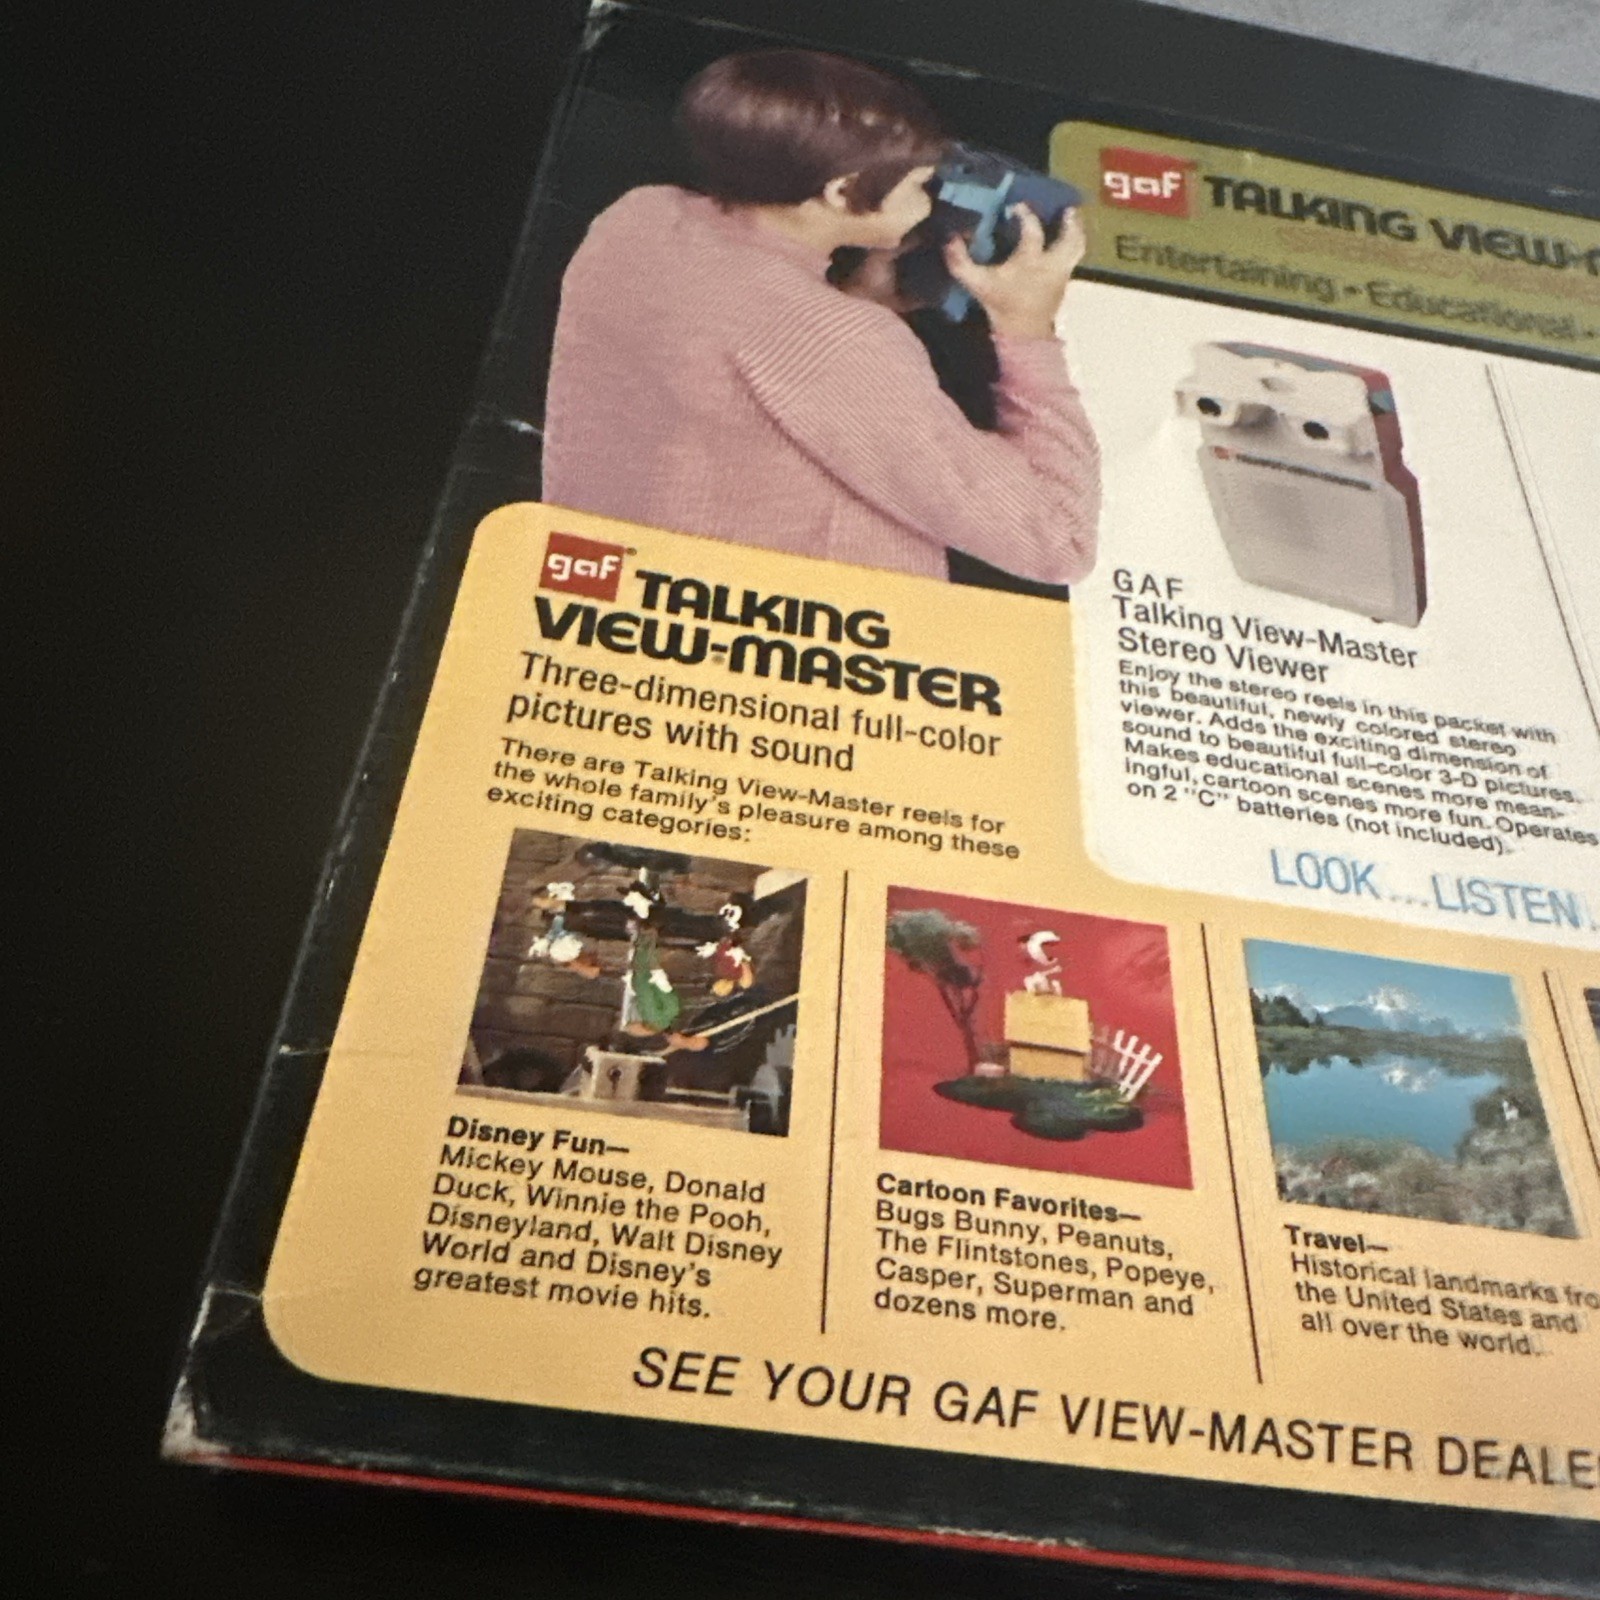 gaf TALKING VIEW-
Entertaining • Educational •
gaf® TALKING
VIEW-MASTER
Three-dimensional full-color
pictures with sound
There are Talking View-Master reels for
the whole family's pleasure among these
exciting categories:
GAF
Talking View-Master
Stereo Viewer
Enjoy the stereo reels in this packet with
this beautiful, newly colored stereo
viewer. Adds the exciting dimension of
sound to beautiful full-color 3-D pictures.
Makes educational scenes more mean-
ingful, cartoon scenes more fun. Operates
on 2 "C" batteries (not included).
LOOK...LISTEN...
Disney Fun—
Mickey Mouse, Donald
Duck, Winnie the Pooh,
Disneyland, Walt Disney
World and Disney's
greatest movie hits.
Cartoon Favorites—
Bugs Bunny, Peanuts,
The Flintstones, Popeye,
Casper, Superman and
dozens more.
Travel—
Historical landmarks fro
the United States and
all over the world.
SEE YOUR GAF VIEW-MASTER DEALE